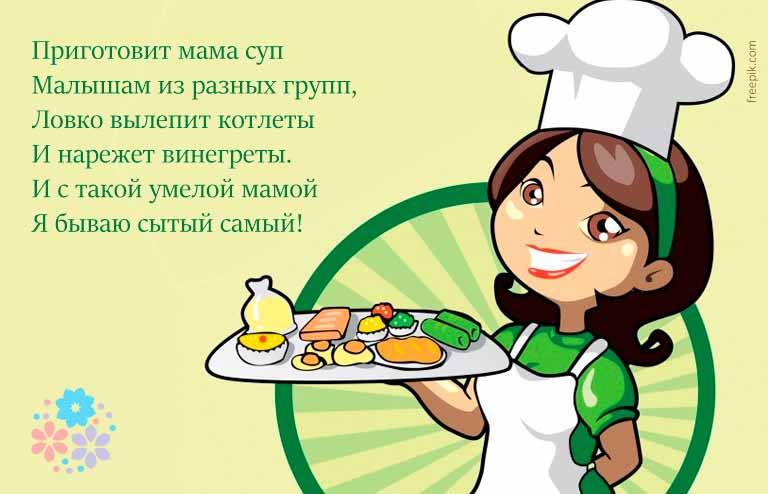 Приготовит мама суп
Малышам из разных групп,
Ловко вылепит котлеты
И нарежет винегреты.
И с такой умелой мамой
Я бываю сытый самый!
freepik.com